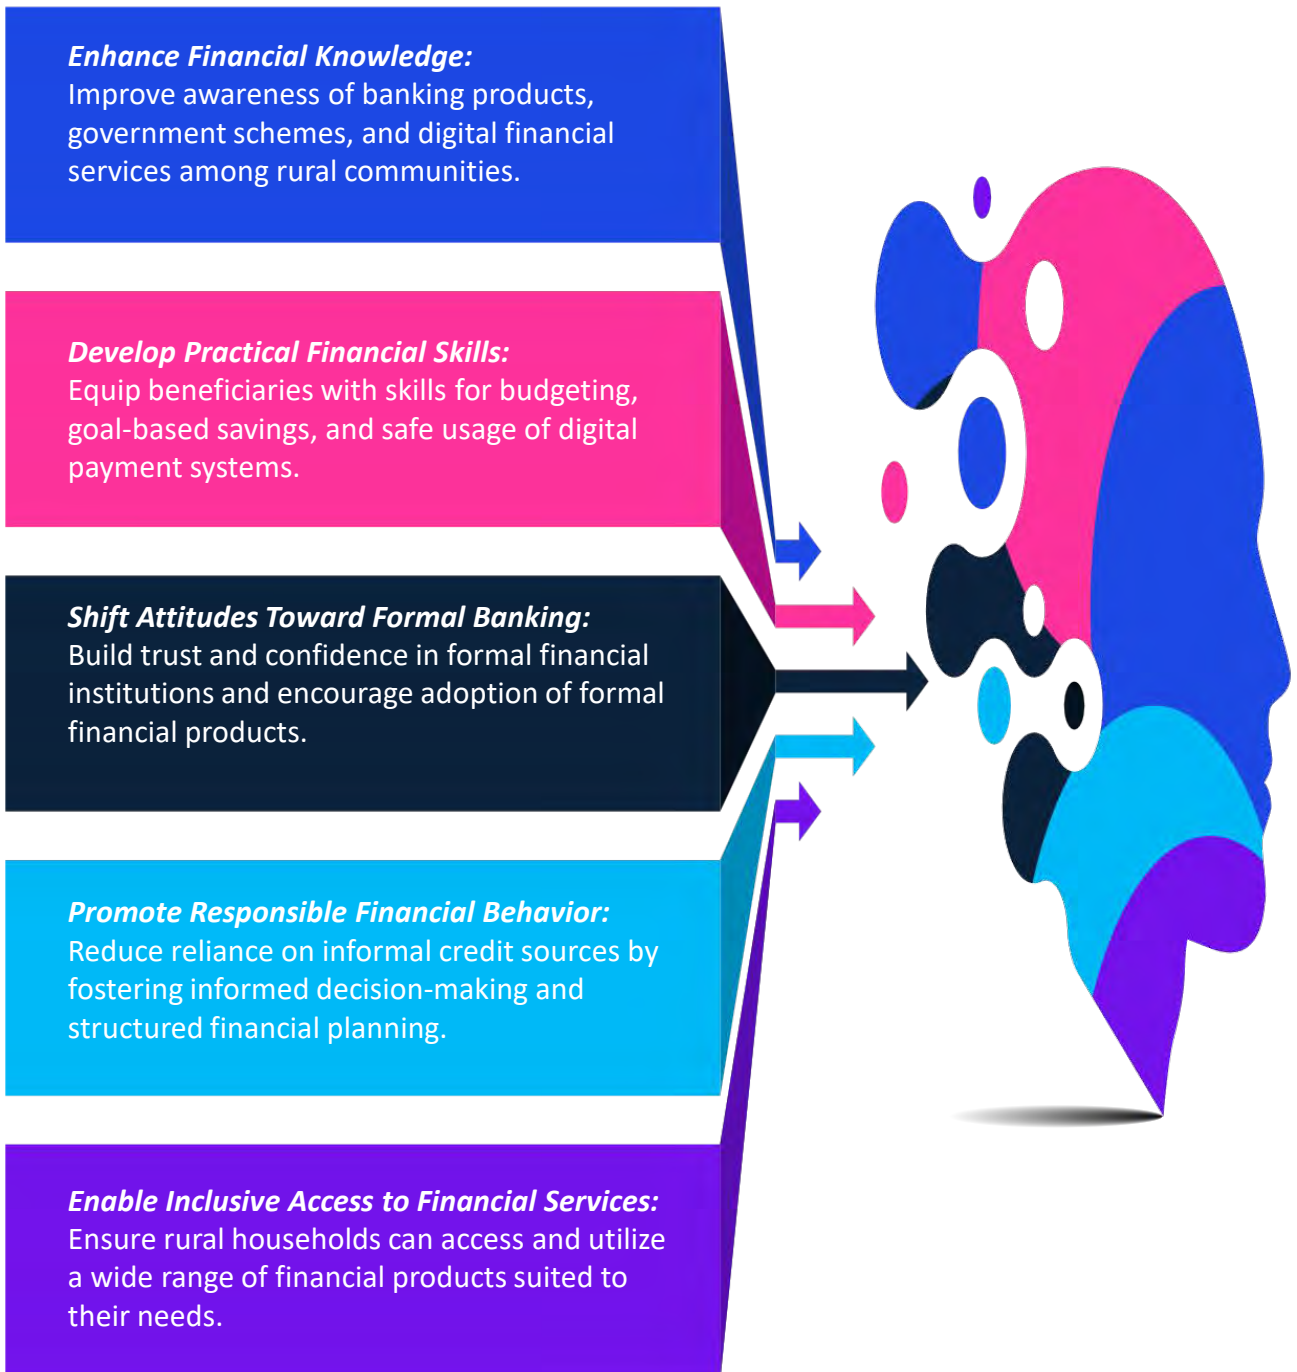 Enhance Financial Knowledge:
Improve awareness of banking products,
government schemes, and digital financial
services among rural communities.
Develop Practical Financial Skills:
Equip beneficiaries with skills for budgeting,
goal-based savings, and safe usage of digital
payment systems.
Shift Attitudes Toward Formal Banking:
Build trust and confidence in formal financial
institutions and encourage adoption of formal
financial products.
Promote Responsible Financial Behavior:
Reduce reliance on informal credit sources by
fostering informed decision-making and
structured financial planning.
Enable Inclusive Access to Financial Services:
Ensure rural households can access and utilize
a wide range of financial products suited to
their needs.